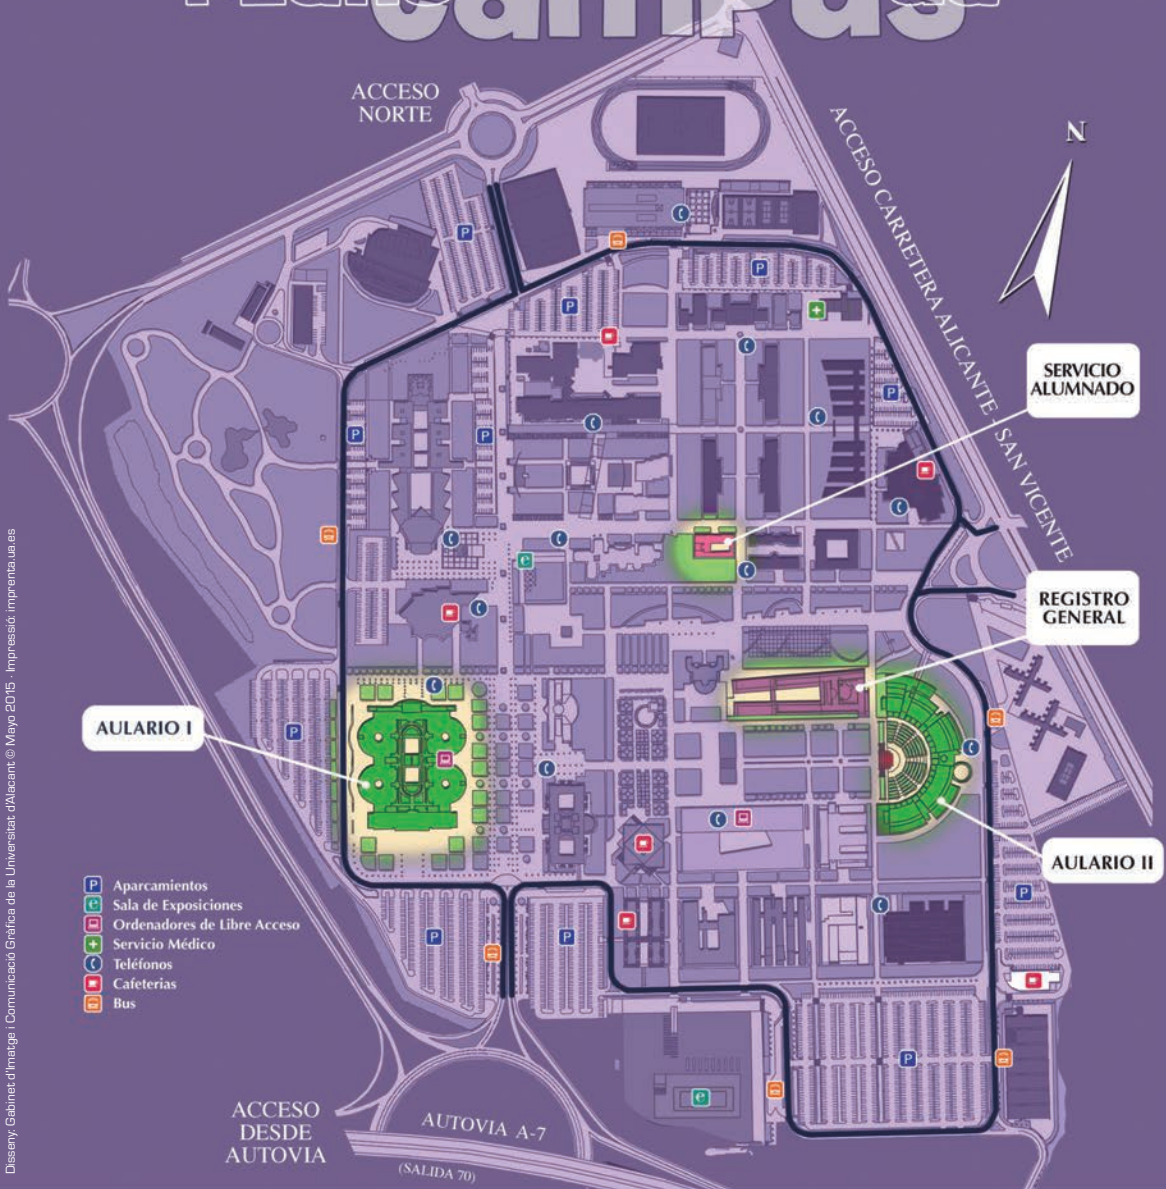 campus
ACCESO
NORTE
N
ACCESO CARRETERA ALICANTE - SAN VICENTE
SERVICIO
ALUMNADO
REGISTRO
GENERAL
AULARIO I
AULARIO II
P Aparcamientos
e Sala de Exposiciones
Ordenadores de Libre Acceso
Servicio Médico
Teléfonos
Cafeterias
Bus
ACCESO
DESDE
AUTOVIA
AUTOVIA A-7
(SALIDA 70)
Disseny: Gabinet d'Imatge i Comunicació Gràfica de la Universitat d'Alacant © Mayo 2015 · Impressió: imprenta.ua.es